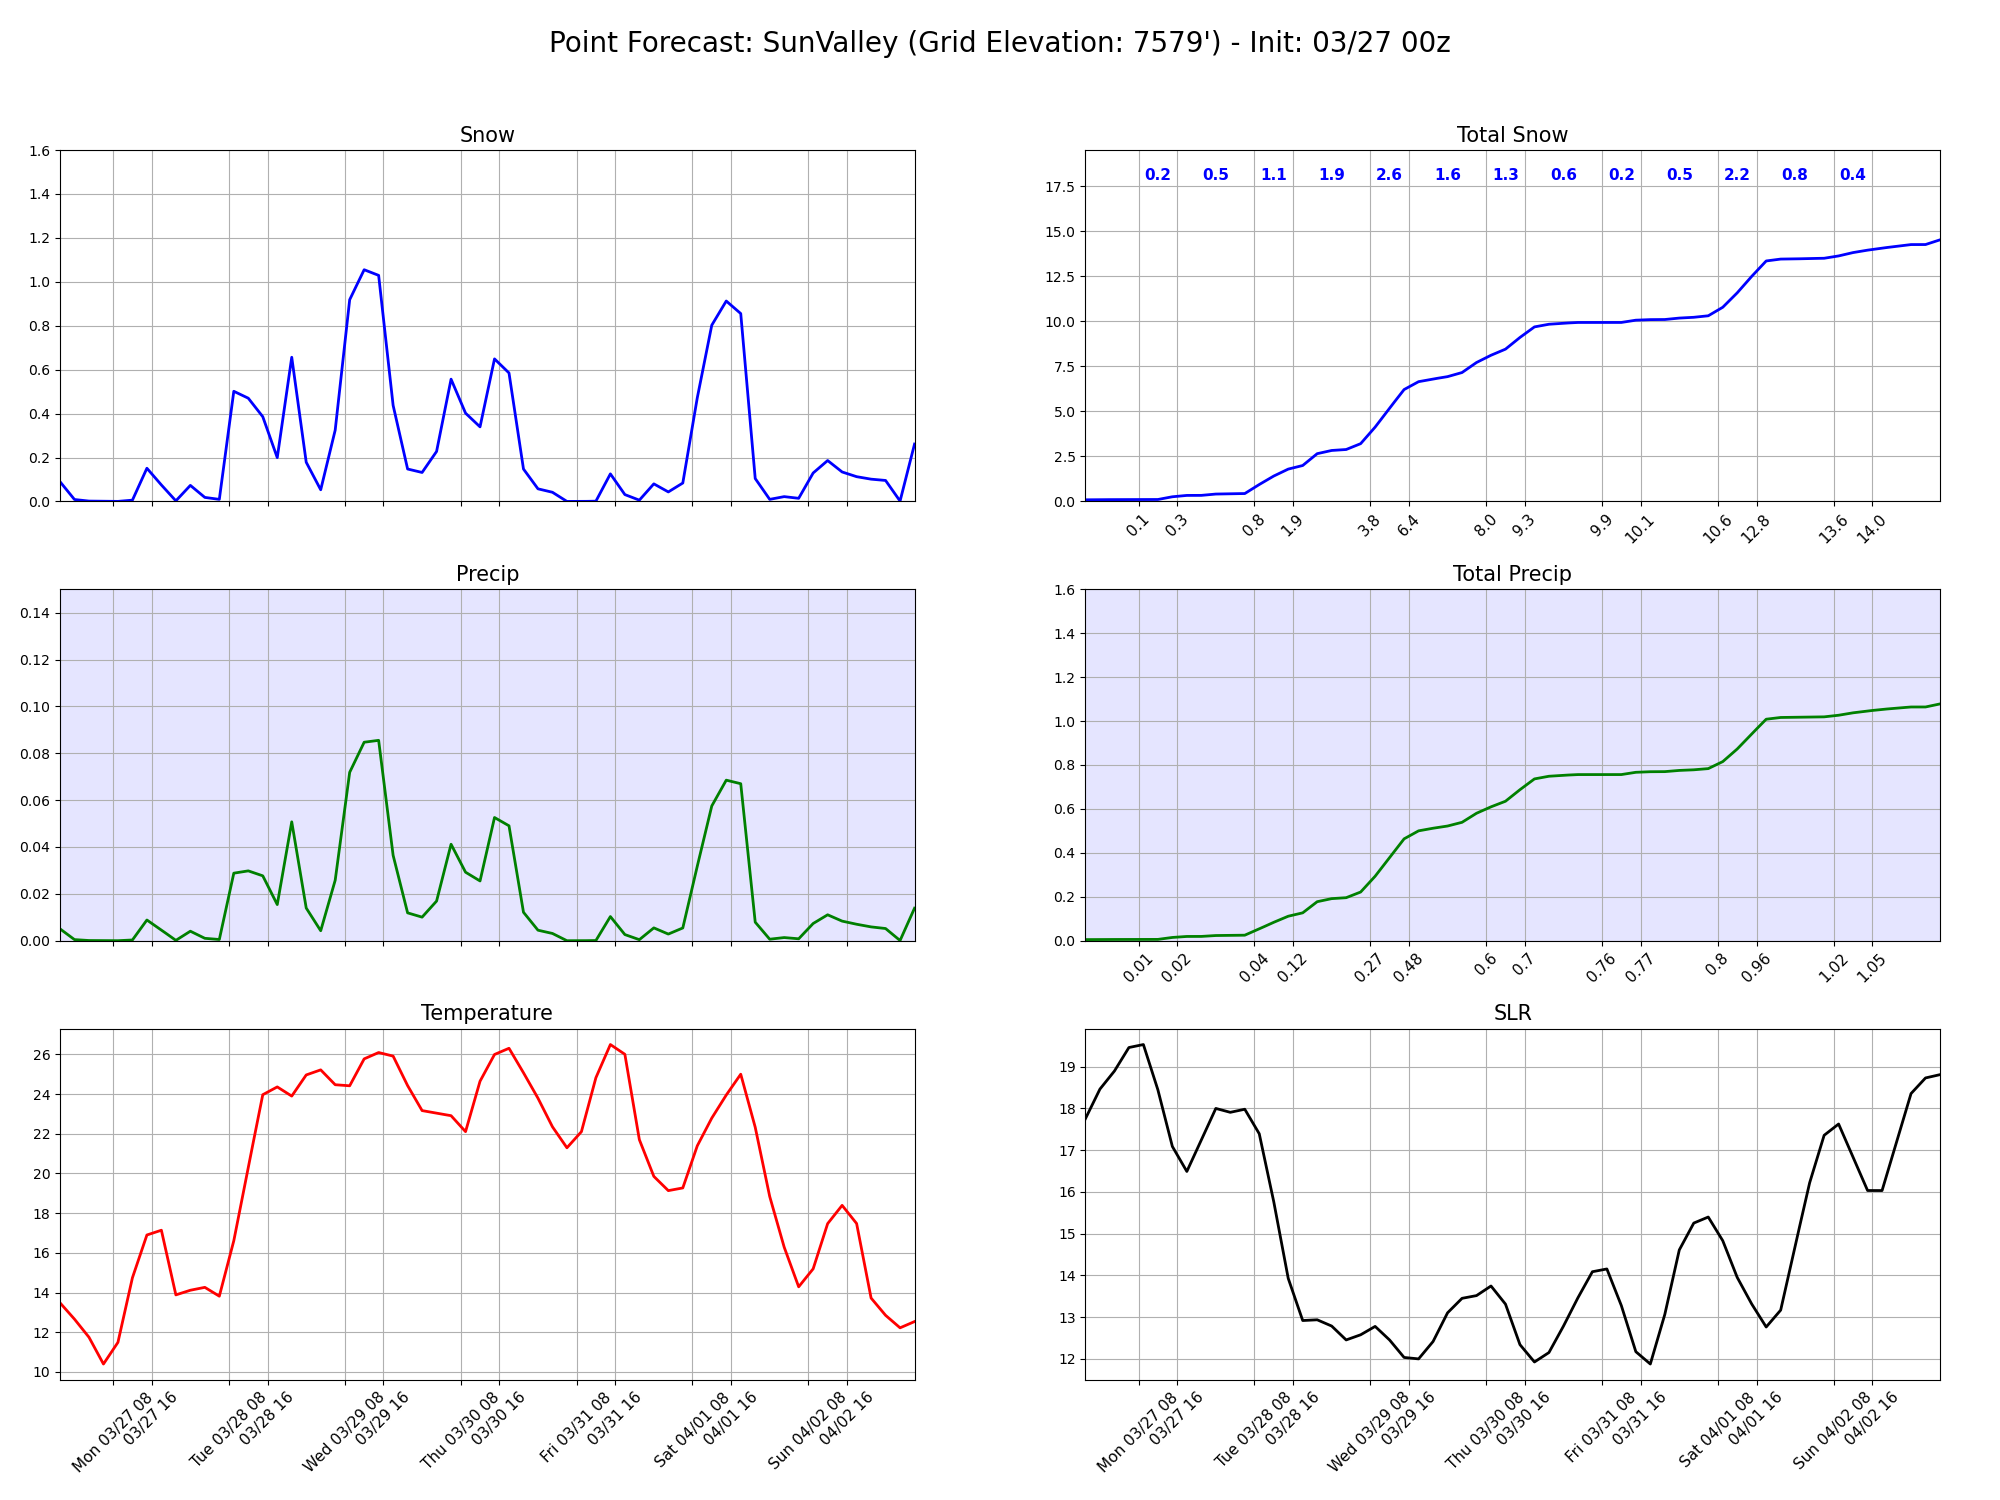 Point Forecast: SunValley (Grid Elevation: 7579') - Init: 03/27 00z
Snow
1.6
1.4
1.2
1.0
0.8
0.6
0.4
0.2
0.0
Total Snow
0.2 0.5 1.1 1.9 2.6 1.6 1.3 0.6 0.2 0.5 2.2 0.8 0.4
17.5
15.0
12.5
10.0
7.5
5.0
2.5
0.0
0.1 0.3 0.8 1.9 3.8 6.4 8.0 9.3 9.9 10.1 10.6 12.8 13.6 14.0
Precip
0.14
0.12
0.10
0.08
0.06
0.04
0.02
0.00
Total Precip
1.6
1.4
1.2
1.0
0.8
0.6
0.4
0.2
0.0
0.01 0.02 0.04 0.12 0.27 0.48 0.6 0.7 0.76 0.77 0.8 0.96 1.02 1.05
Temperature
26
24
22
20
18
16
14
12
10
Mon 03/27 08
03/27 16
Tue 03/28 08
03/28 16
Wed 03/29 08
03/29 16
Thu 03/30 08
03/30 16
Fri 03/31 08
03/31 16
Sat 04/01 08
04/01 16
Sun 04/02 08
04/02 16
SLR
19
18
17
16
15
14
13
12
Mon 03/27 08
03/27 16
Tue 03/28 08
03/28 16
Wed 03/29 08
03/29 16
Thu 03/30 08
03/30 16
Fri 03/31 08
03/31 16
Sat 04/01 08
04/01 16
Sun 04/02 08
04/02 16